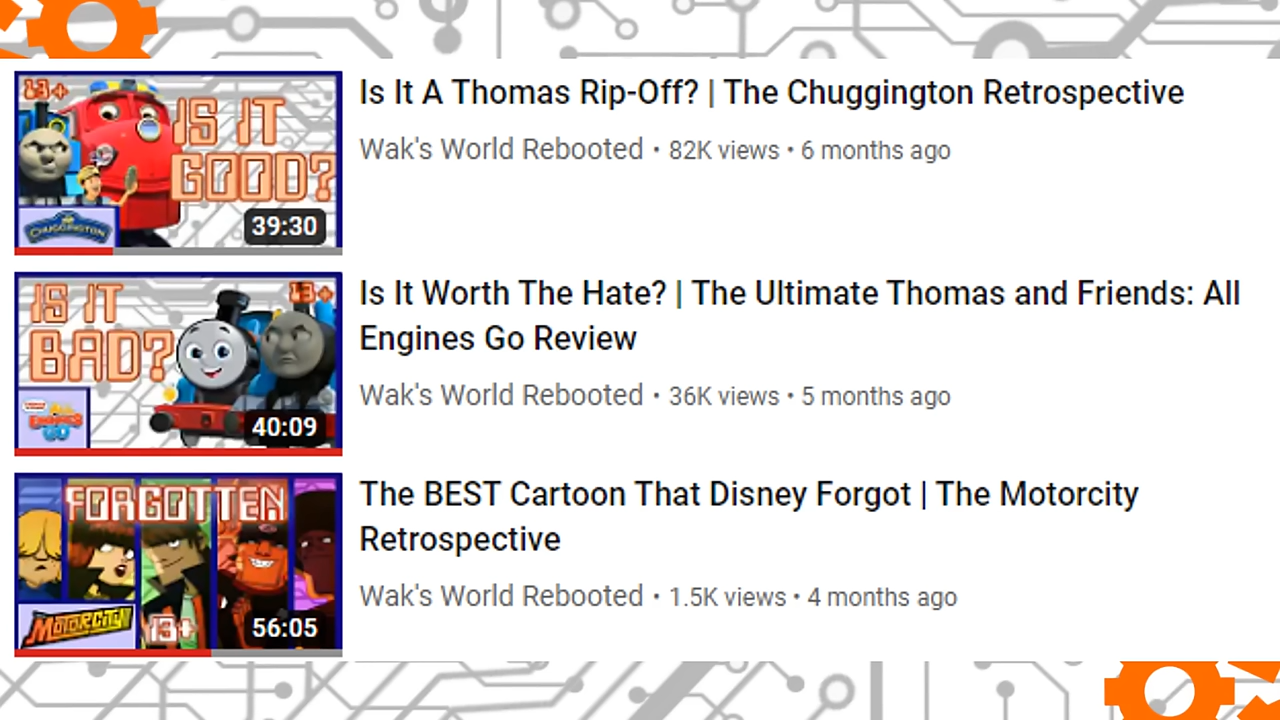 13+
IS IT
GOOD?
CHUGGINGTON
39:30
Is It A Thomas Rip-Off? | The Chuggington Retrospective
Wak's World Rebooted • 82K views • 6 months ago
IS IT
BAD?
13+
ENGINES
GO
40:09
Is It Worth The Hate? | The Ultimate Thomas and Friends: All
Engines Go Review
Wak's World Rebooted • 36K views • 5 months ago
FORGOTTEN
MOTORCITY
13+
56:05
The BEST Cartoon That Disney Forgot | The Motorcity
Retrospective
Wak's World Rebooted • 1.5K views • 4 months ago